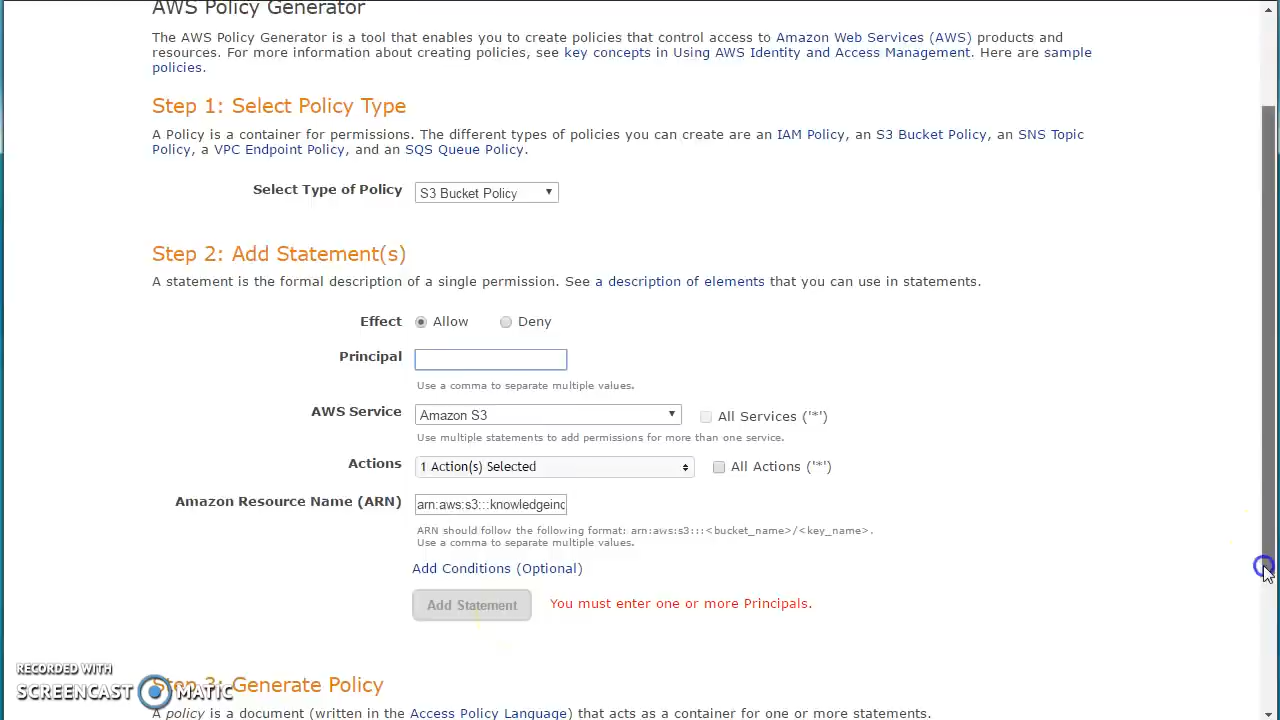 AWS Policy Generator
The AWS Policy Generator is a tool that enables you to create policies that control access to Amazon Web Services (AWS) products and
resources. For more information about creating policies, see key concepts in Using AWS Identity and Access Management. Here are sample
policies.
Step 1: Select Policy Type
A Policy is a container for permissions. The different types of policies you can create are an IAM Policy, an S3 Bucket Policy, an SNS Topic
Policy, a VPC Endpoint Policy, and an SQS Queue Policy.
Select Type of Policy S3 Bucket Policy
Step 2: Add Statement(s)
A statement is the formal description of a single permission. See a description of elements that you can use in statements.
Effect Allow Deny
Principal
Use a comma to separate multiple values.
AWS Service Amazon S3 All Services ('*')
Use multiple statements to add permissions for more than one service.
Actions 1 Action(s) Selected All Actions ('*')
Amazon Resource Name (ARN) arn:aws:s3:::knowledgeinc
ARN should follow the following format: arn:aws:s3:::<bucket_name>/<key_name>.
Use a comma to separate multiple values.
Add Conditions (Optional)
Add Statement You must enter one or more Principals.
RECORDED WITH
SCREENCAST MATIC
Step 3: Generate Policy
A policy is a document (written in the Access Policy Language) that acts as a container for one or more statements.